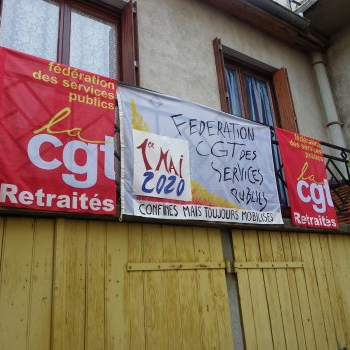 fédération
des services
publics
la
cgt
Retraités
1er MAI
2020
FEDERATION
CGT DES
SERVICES
PUBLICS
CONFINES MAIS TOUJOURS MOBILISES
fédération
des services
publics
la
cgt
Retraités